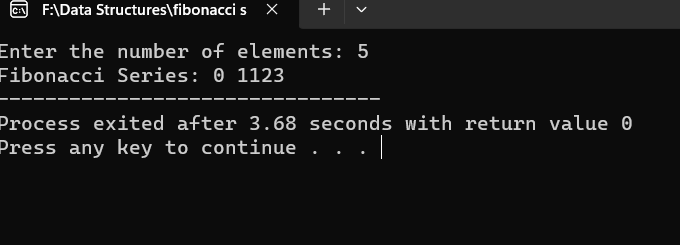 F:\Data Structures\fibonacci s
Enter the number of elements: 5
Fibonacci Series: 0 1123
--------------------------------
Process exited after 3.68 seconds with return value 0
Press any key to continue . . .